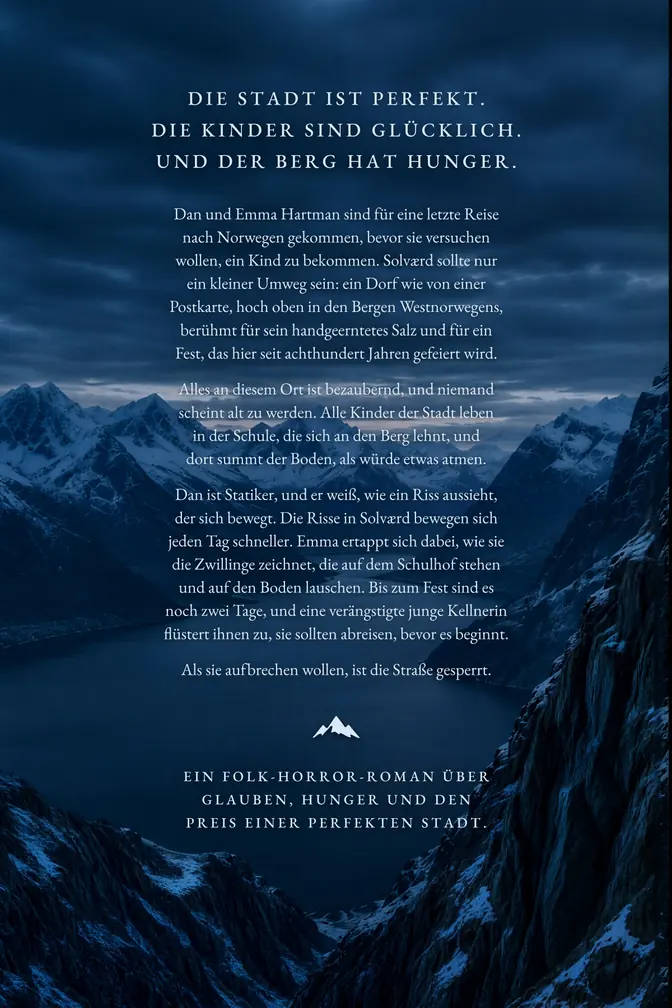 DIE STADT IST PERFEKT.
DIE KINDER SIND GLÜCKLICH.
UND DER BERG HAT HUNGER.
Dan und Emma Hartman sind für eine letzte Reise
nach Norwegen gekommen, bevor sie versuchen
wollen, ein Kind zu bekommen. Solværd sollte nur
ein kleiner Umweg sein: ein Dorf wie von einer
Postkarte, hoch oben in den Bergen Westnorwegens,
berühmt für sein handgeerntetes Salz und für ein
Fest, das hier seit achthundert Jahren gefeiert wird.
Alles an diesem Ort ist bezaubernd, und niemand
scheint alt zu werden. Alle Kinder der Stadt leben
in der Schule, die sich an den Berg lehnt, und
dort summt der Boden, als würde etwas atmen.
Dan ist Statiker, und er weiß, wie ein Riss aussieht,
der sich bewegt. Die Risse in Solværd bewegen sich
jeden Tag schneller. Emma ertappt sich dabei, wie sie
die Zwillinge zeichnet, die auf dem Schulhof stehen
und auf den Boden lauschen. Bis zum Fest sind es
noch zwei Tage, und eine verängstigte junge Kellnerin
flüstert ihnen zu, sie sollten abreisen, bevor es beginnt.
Als sie aufbrechen wollen, ist die Straße gesperrt.
EIN FOLK-HORROR-ROMAN ÜBER
GLAUBEN, HUNGER UND DEN
PREIS EINER PERFEKTEN STADT.